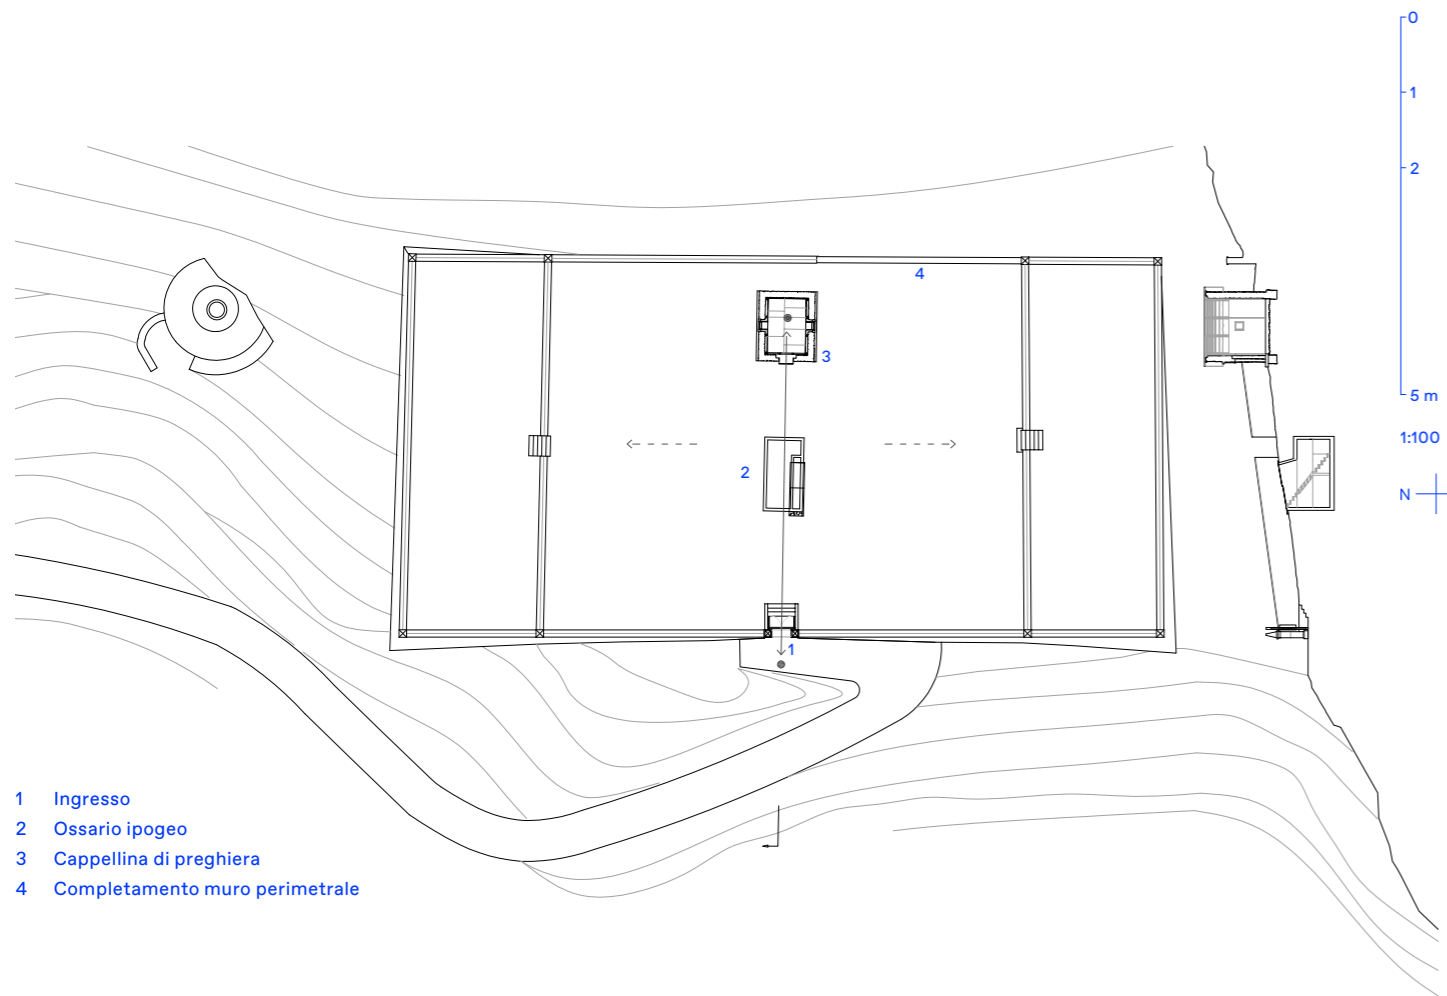 0
1
2
4
3
5 m
1:100
2
N
1
1 Ingresso
2 Ossario ipogeo
3 Cappellina di preghiera
4 Completamento muro perimetrale